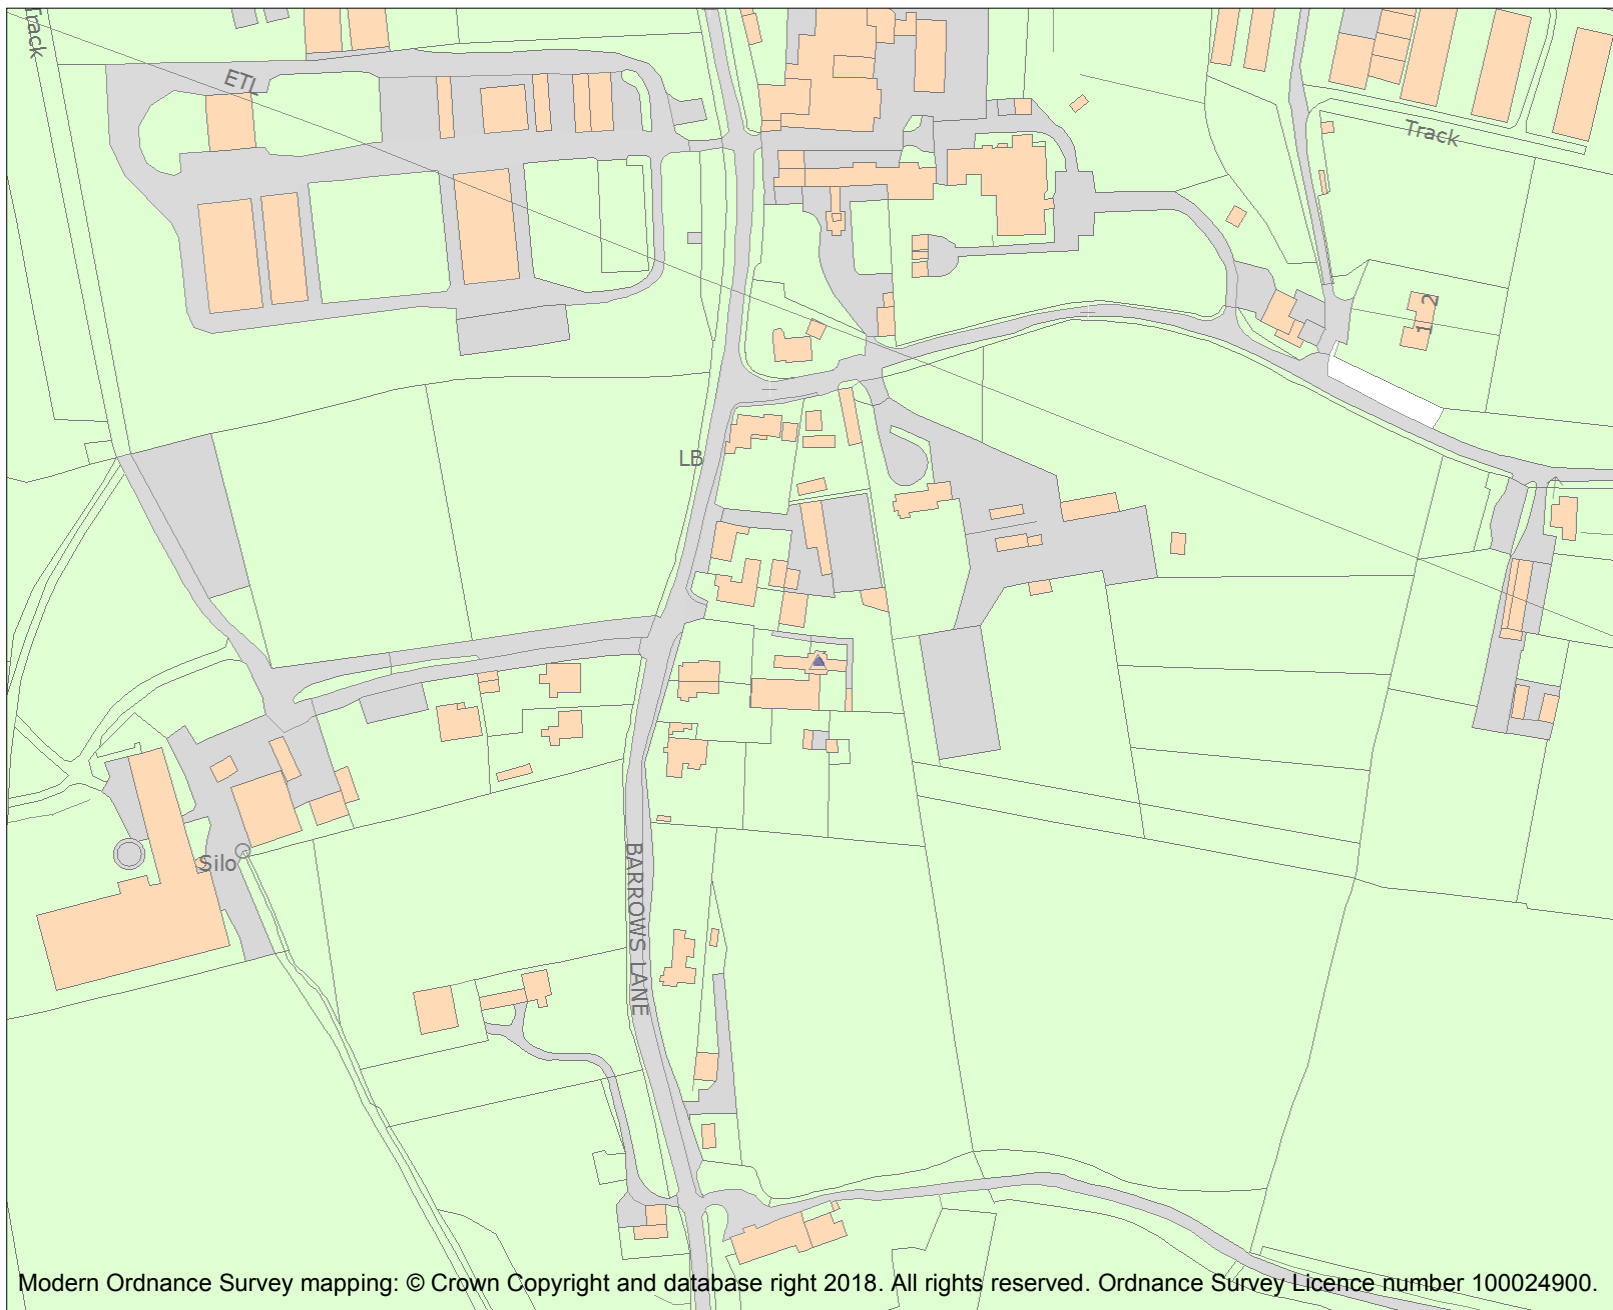 Track
ETL
Track
1 2
LB
BARROWS LANE
Silo
Modern Ordnance Survey mapping: © Crown Copyright and database right 2018. All rights reserved. Ordnance Survey Licence number 100024900.